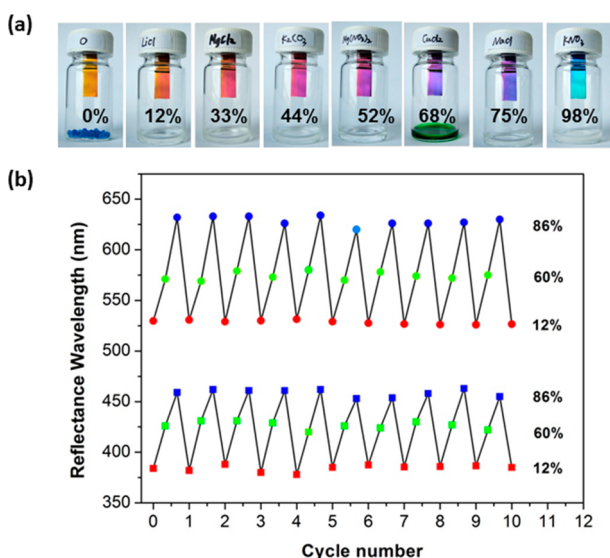 (a)
0 LiCl MgCl2 K2CO3 Mg(NO3)2 CuCl2 NaCl KNO3
0% 12% 33% 44% 52% 68% 75% 98%
(b)
Reflectance Wavelength (nm)
650
600
550
500
450
400
350
86%
60%
12%
86%
60%
12%
0 1 2 3 4 5 6 7 8 9 10 11 12
Cycle number